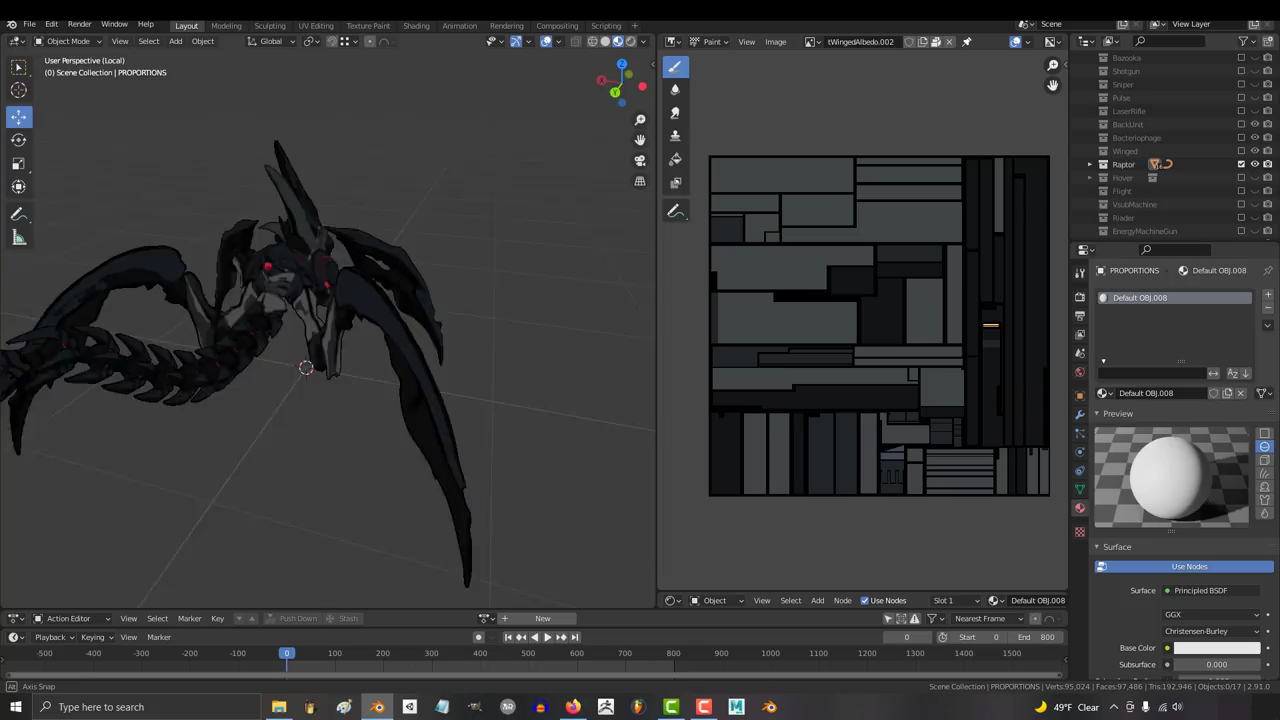 File Edit Render Window Help Layout Modeling Sculpting UV Editing Texture Paint Shading Animation Rendering Compositing Scripting + Scene View Layer
Object Mode View Select Add Object Global Paint View Image tWingedAlbedo.002
User Perspective (Local)
(0) Scene Collection | PROPORTIONS
Z
X
Y
Bazooka
Shotgun
Sniper
Pulse
LaserRifle
BackUnit
Bacteriophage
Winged
Raptor
Hover
Flight
VsubMachine
Riader
EnergyMachineGun
PROPORTIONS Default OBJ.008
Default OBJ.008
Default OBJ.008
Preview
Surface
Use Nodes
Surface Principled BSDF
GGX
Christensen-Burley
Base Color
Subsurface 0.000
Object View Select Add Node Use Nodes Slot 1 Default OBJ.008
Action Editor View Select Marker Key Push Down Stash New Nearest Frame
Playback Keying View Marker 0 Start 0 End 800
-500 -400 -300 -200 -100 0 100 200 300 400 500 600 700 800 900 1000 1100 1200 1300 1400 1500
Axis Snap Scene Collection | PROPORTIONS | Verts:95,024 | Faces:97,486 | Tris:192,946 | Objects:0/17 | 2.91.0
Type here to search 49°F Clear